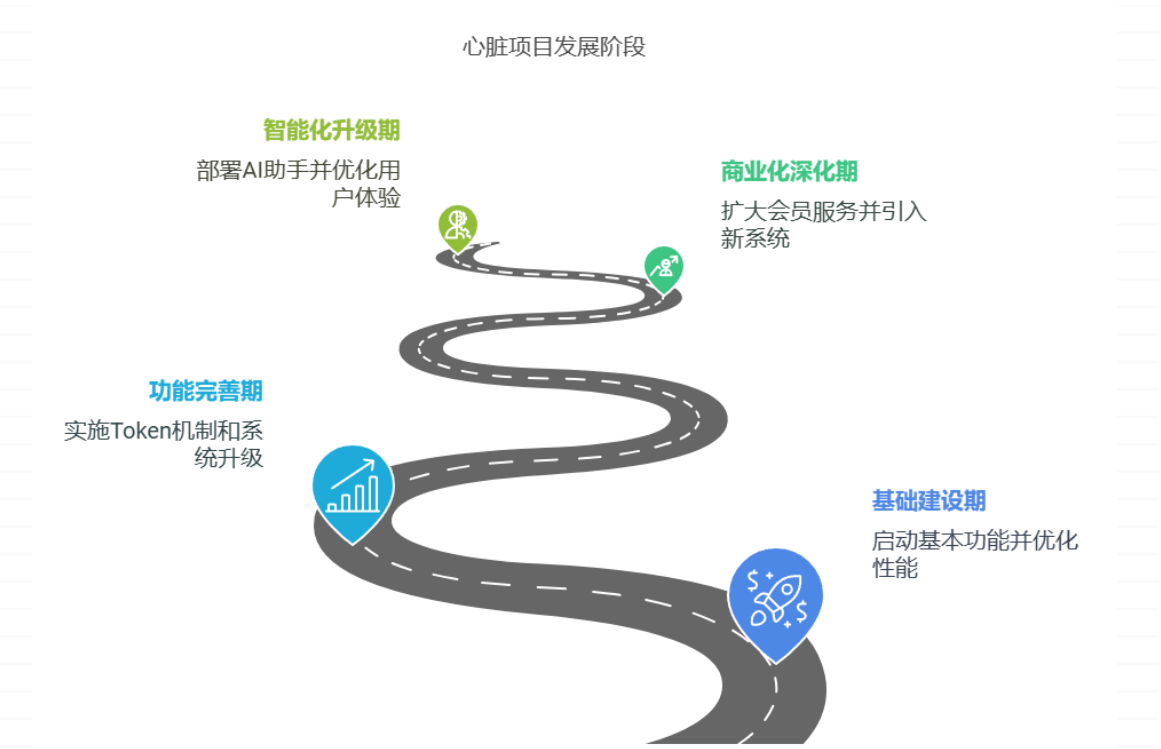 心脏项目发展阶段
智能化升级期
部署AI助手并优化用
户体验
商业化深化期
扩大会员服务并引入
新系统
功能完善期
实施Token机制和系
统升级
基础建设期
启动基本功能并优化
性能